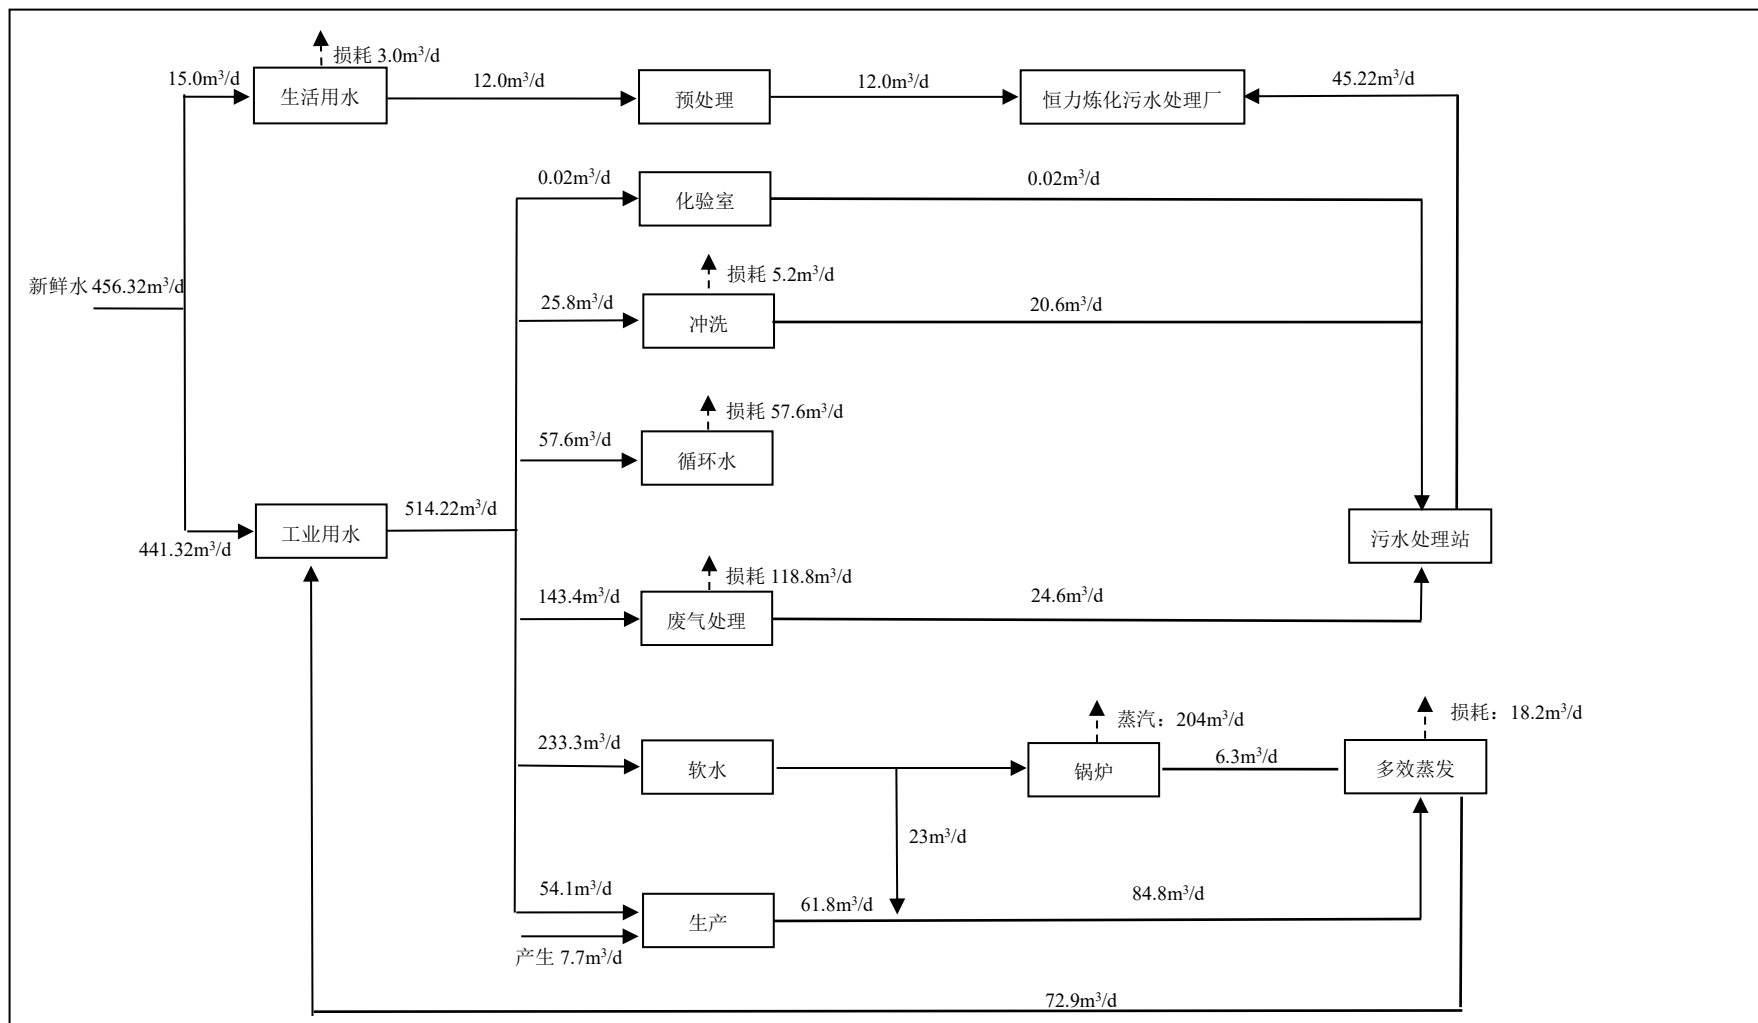 损耗 3.0m³/d
15.0m³/d
12.0m³/d
12.0m³/d
45.22m³/d
生活用水
预处理
恒力炼化污水处理厂
0.02m³/d
0.02m³/d
化验室
新鲜水 456.32m³/d
损耗 5.2m³/d
25.8m³/d
20.6m³/d
冲洗
损耗 57.6m³/d
57.6m³/d
循环水
514.22m³/d
工业用水
441.32m³/d
污水处理站
损耗 118.8m³/d
143.4m³/d
24.6m³/d
废气处理
蒸汽：204m³/d
损耗：18.2m³/d
233.3m³/d
6.3m³/d
软水
锅炉
多效蒸发
23m³/d
54.1m³/d
61.8m³/d
84.8m³/d
生产
产生 7.7m³/d
72.9m³/d